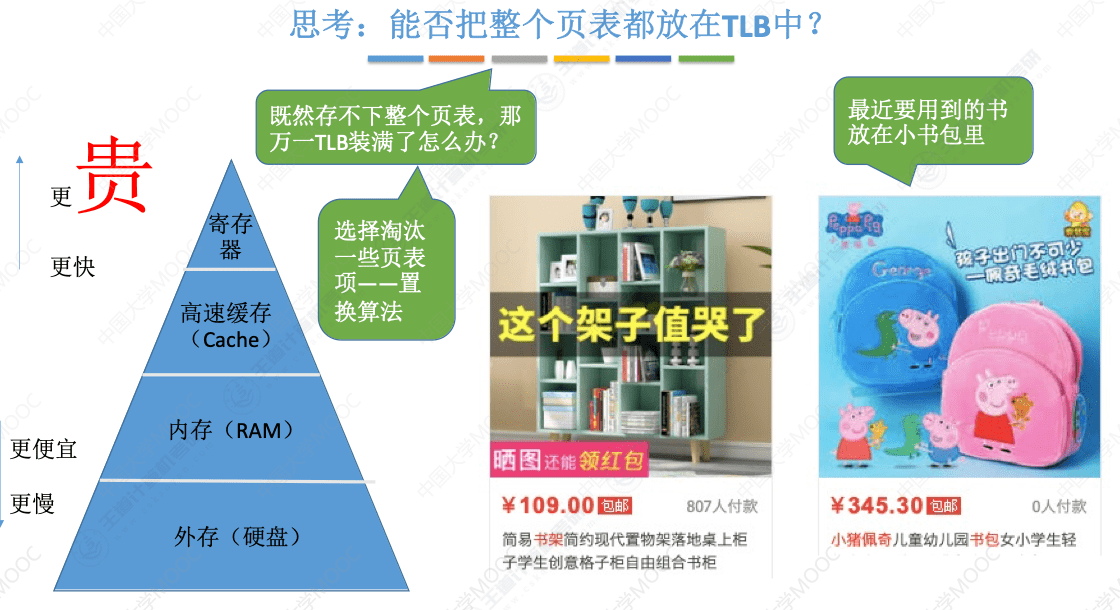 思考：能否把整个页表都放在TLB中？
既然存不下整个页表，那
万一TLB装满了怎么办？
最近要用到的书
放在小书包里
更贵
更快
选择淘汰
一些页表
项——置
换算法
寄存
器
高速缓存
（Cache）
内存（RAM）
外存（硬盘）
更便宜
更慢
这个架子值哭了
晒图还能领红包
￥109.00 包邮 807人付款
简易书架简约现代置物架落地桌上柜
子学生创意格子柜自由组合书柜
Peppa Pig
小猪佩奇
孩子出门不可少
—佩奇毛绒书包
George
Peppa
￥345.30 包邮 0人付款
小猪佩奇儿童幼儿园书包女小学生轻
中国大学MOOC